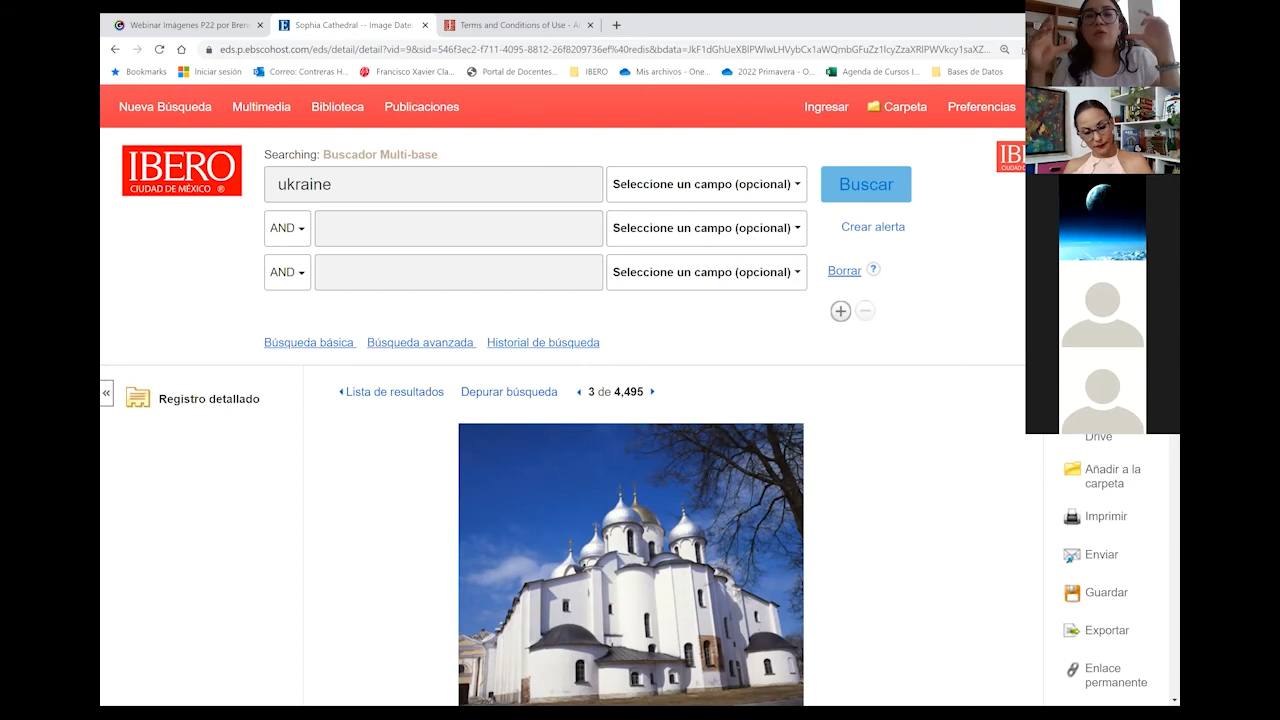 Webinar Imágenes P22 por Bren
Sophia Cathedral -- Image Date
Terms and Conditions of Use - A
eds.p.ebscohost.com/eds/detail/detail?vid=9&sid=546f3ec2-f711-4095-8812-26f8209736ef%40redis&bdata=
Bookmarks
Iniciar sesión
Correo: Contreras H...
Francisco Xavier Cla...
Portal de Docentes...
IBERO
Mis archivos - One...
2022 Primavera - O...
Agenda de Cursos I...
Bases de Datos
Nueva Búsqueda
Multimedia
Biblioteca
Publicaciones
Ingresar
Carpeta
Preferencias
IBERO
CIUDAD DE MÉXICO ®
Searching: Buscador Multi-base
IB
ukraine
Seleccione un campo (opcional)
Buscar
AND
Seleccione un campo (opcional)
Crear alerta
AND
Seleccione un campo (opcional)
Borrar ?
Búsqueda básica
Búsqueda avanzada
Historial de búsqueda
Registro detallado
Lista de resultados
Depurar búsqueda
3 de 4,495
Drive
Añadir a la
carpeta
Imprimir
Enviar
Guardar
Exportar
Enlace
permanente